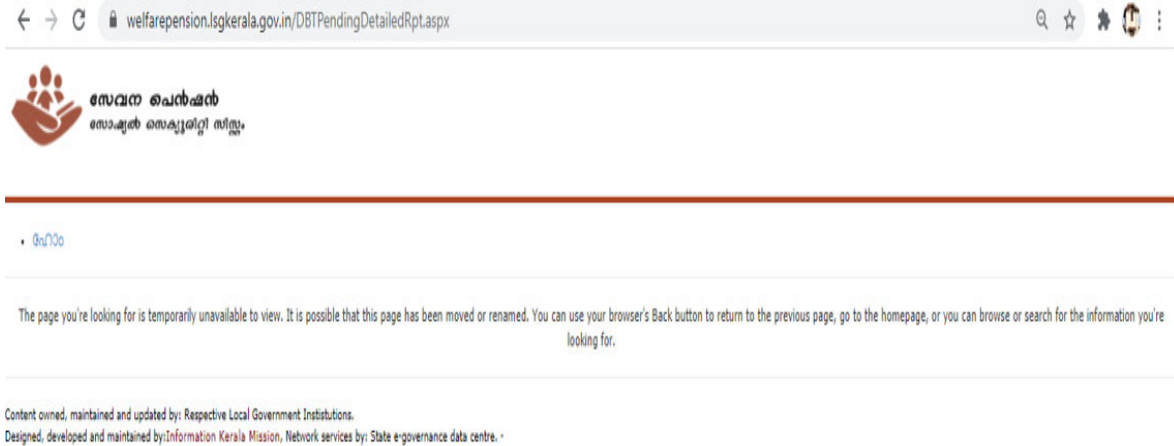 welfarepension.lsgkerala.gov.in/DBTPendingDetailedRpt.aspx
സേവന പെൻഷൻ
സോഷ്യൽ സെക്യൂരിറ്റി സിസ്റ്റം
• ഹോം
The page you're looking for is temporarily unavailable to view. It is possible that this page has been moved or renamed. You can use your browser's Back button to return to the previous page, go to the homepage, or you can browse or search for the information you're
looking for.
Content owned, maintained and updated by: Respective Local Government Institstutions.
Designed, developed and maintained by:Information Kerala Mission, Network services by: State e-governance data centre. -